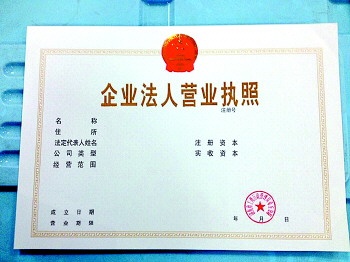 企业法人营业执照
注册号
名称
住所
法定代表人姓名 注册资本
公司类型 实收资本
经营范围
成立日期 年 月 日
营业期限